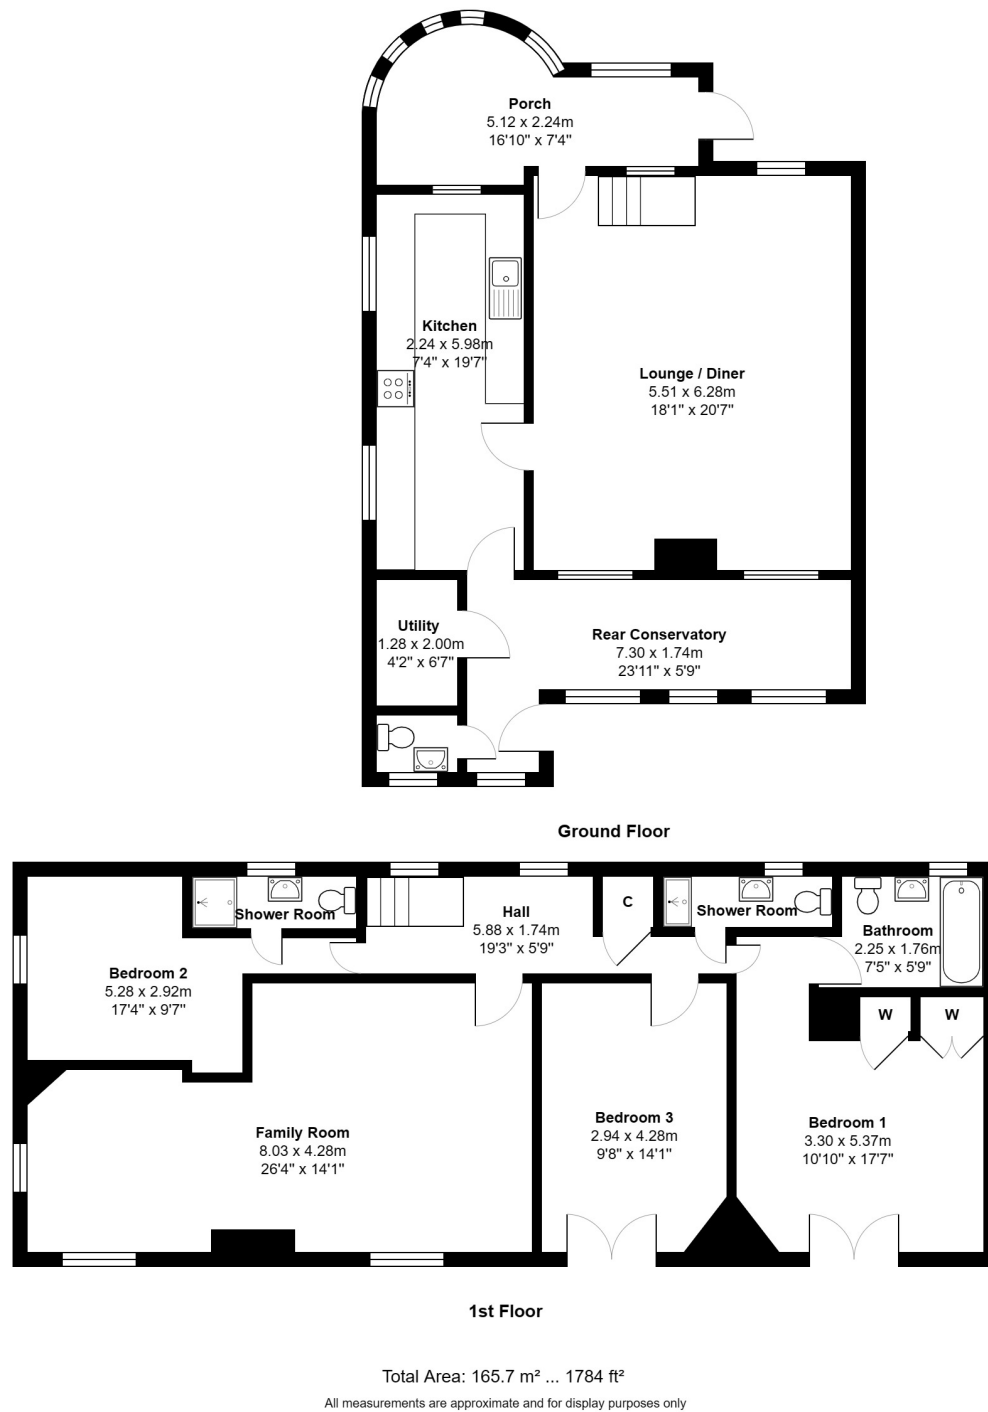 Porch
5.12 x 2.24m
16'10" x 7'4"
Kitchen
2.24 x 5.98m
7'4" x 19'7"
Lounge / Diner
5.51 x 6.28m
18'1" x 20'7"
Utility
1.28 x 2.00m
4'2" x 6'7"
Rear Conservatory
7.30 x 1.74m
23'11" x 5'9"
Ground Floor
Shower Room
Hall
5.88 x 1.74m
19'3" x 5'9"
C
Shower Room
Bathroom
2.25 x 1.76m
7'5" x 5'9"
Bedroom 2
5.28 x 2.92m
17'4" x 9'7"
W
W
Family Room
8.03 x 4.28m
26'4" x 14'1"
Bedroom 3
2.94 x 4.28m
9'8" x 14'1"
Bedroom 1
3.30 x 5.37m
10'10" x 17'7"
1st Floor
Total Area: 165.7 m² ... 1784 ft²
All measurements are approximate and for display purposes only